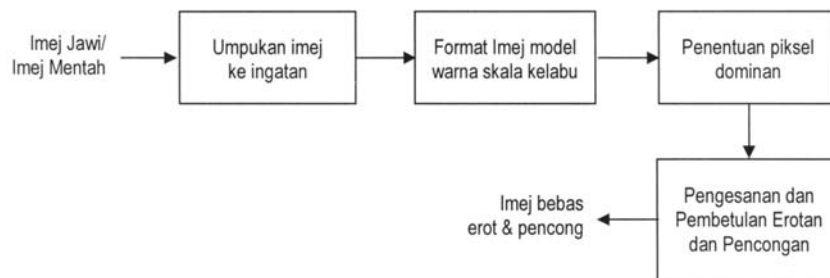 Imej Jawi/
Imej Mentah
Umpukan imej
ke ingatan
Format Imej model
warna skala kelabu
Penentuan piksel
dominan
Pengesanan dan
Pembetulan Erotan
dan Pencongan
Imej bebas
erot & pencong